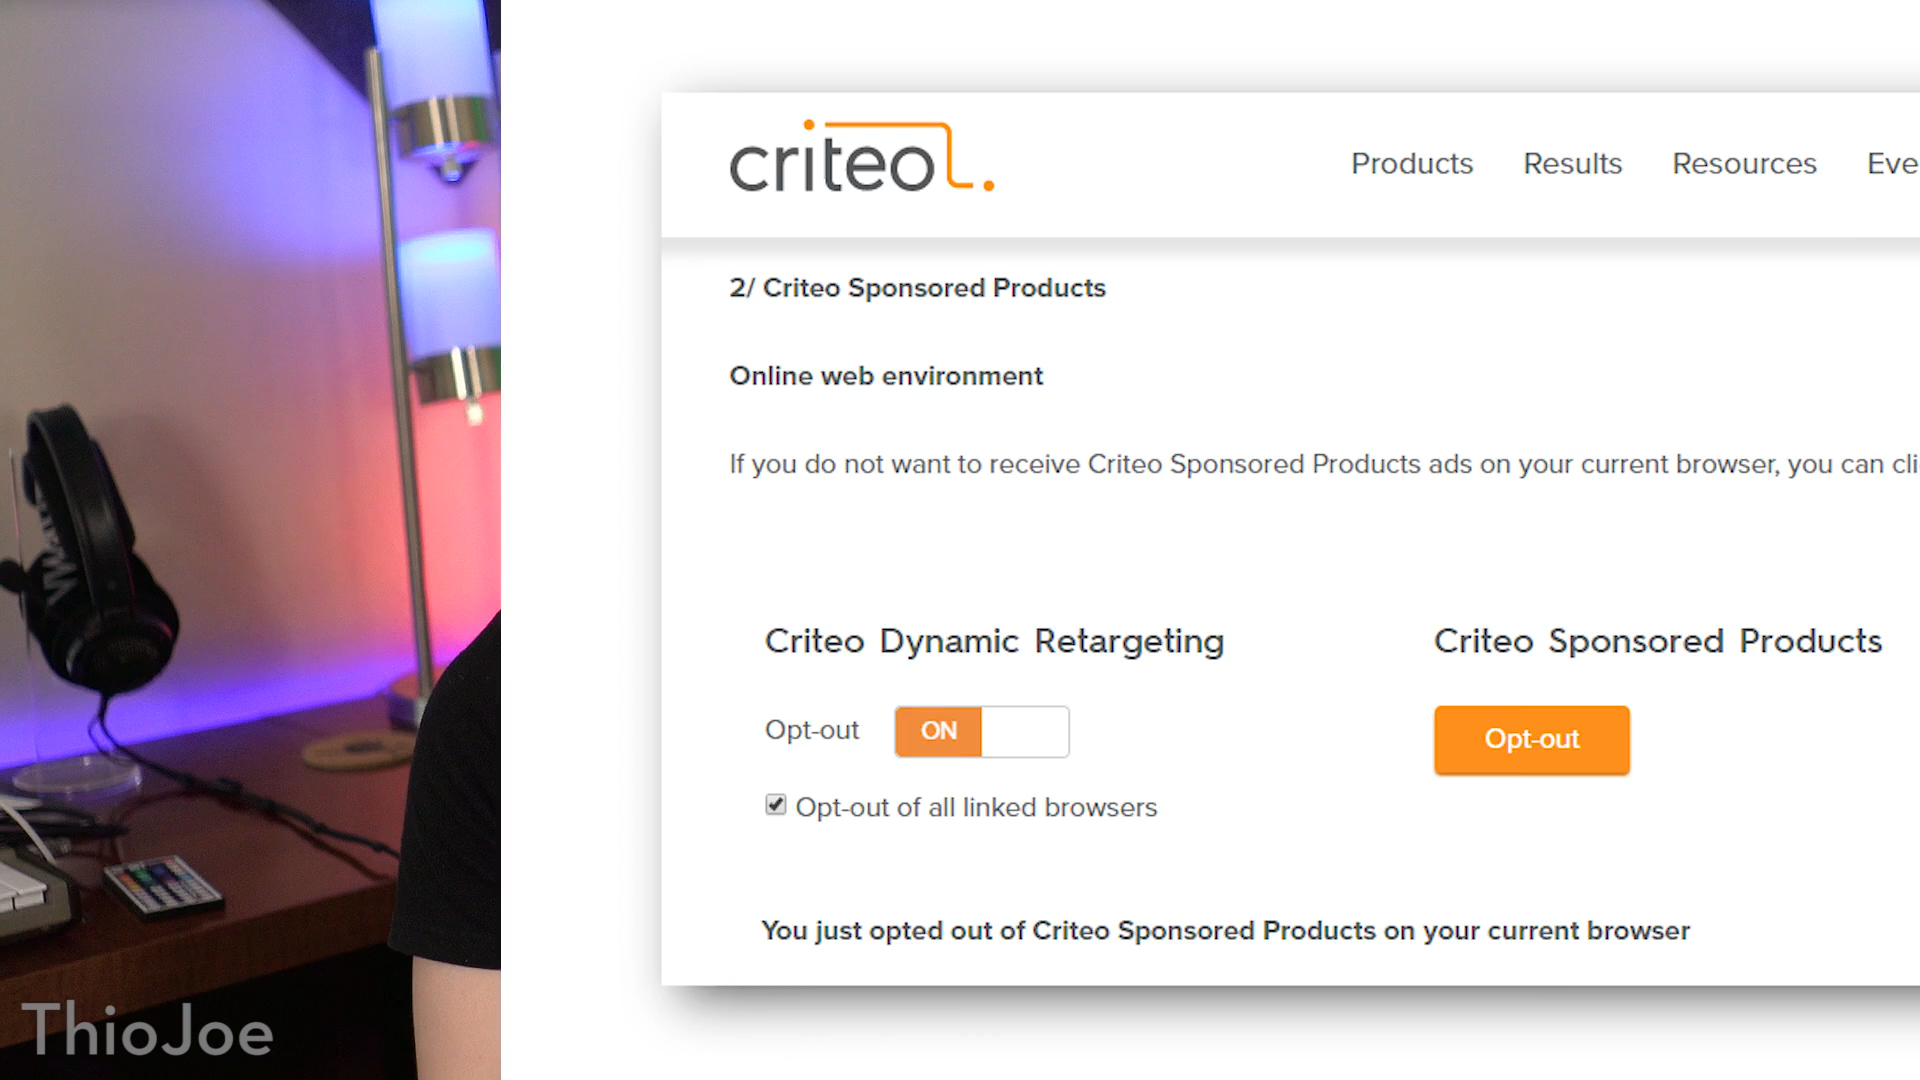 criteo
Products Results Resources Eve
2/ Criteo Sponsored Products
Online web environment
If you do not want to receive Criteo Sponsored Products ads on your current browser, you can cli
Criteo Dynamic Retargeting
Criteo Sponsored Products
Opt-out ON
Opt-out
Opt-out of all linked browsers
You just opted out of Criteo Sponsored Products on your current browser
ThioJoe